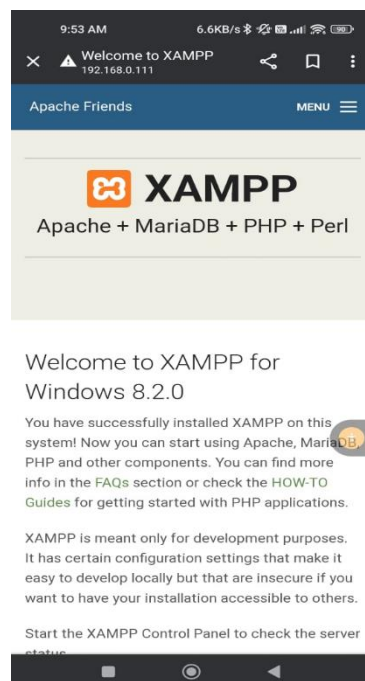 9:53 AM 6.6KB/s 90
Welcome to XAMPP
192.168.0.111
Apache Friends MENU
XAMPP
Apache + MariaDB + PHP + Perl
Welcome to XAMPP for
Windows 8.2.0
You have successfully installed XAMPP on this
system! Now you can start using Apache, MariaDB,
PHP and other components. You can find more
info in the FAQs section or check the HOW-TO
Guides for getting started with PHP applications.
XAMPP is meant only for development purposes.
It has certain configuration settings that make it
easy to develop locally but that are insecure if you
want to have your installation accessible to others.
Start the XAMPP Control Panel to check the server
status